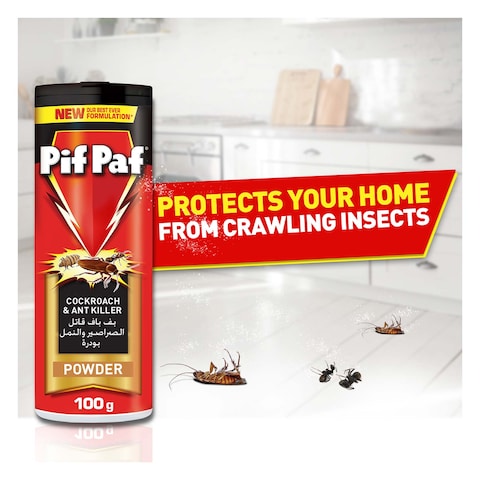 NEW OUR BEST EVER
FORMULATION*
Pif Paf
COCKROACH
& ANT KILLER
بف باف قاتل
الصراصير والنمل
بودرة
POWDER
100 g
PROTECTS YOUR HOME
FROM CRAWLING INSECTS